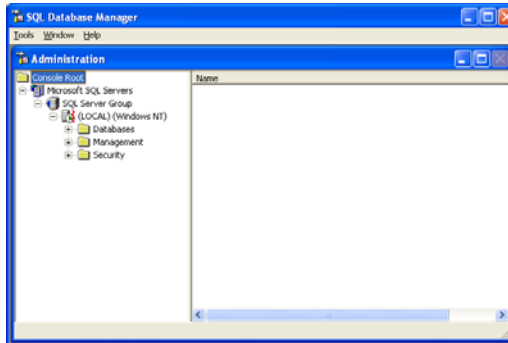 SQL Database Manager
Tools Window Help
Administration
Console Root
Name
Microsoft SQL Servers
SQL Server Group
(LOCAL) (Windows NT)
Databases
Management
Security